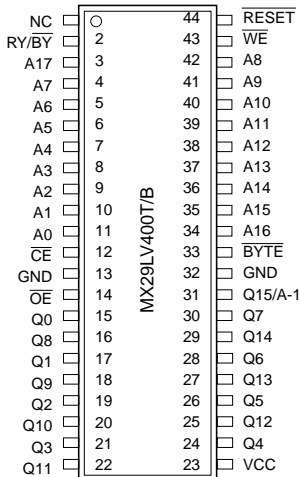 NC 44 RESET
RY/BY 2 43 WE
A17 3 42 A8
A7 4 41 A9
A6 5 40 A10
A5 6 39 A11
A4 7 38 A12
A3 8 37 A13
A2 9 36 A14
A1 10 35 A15
A0 11 34 A16
CE 12 33 BYTE
GND 13 32 GND
OE 14 31 Q15/A-1
Q0 15 30 Q7
Q8 16 29 Q14
Q1 17 28 Q6
Q9 18 27 Q13
Q2 19 26 Q5
Q10 20 25 Q12
Q3 21 24 Q4
Q11 22 23 VCC
MX29LV400T/B